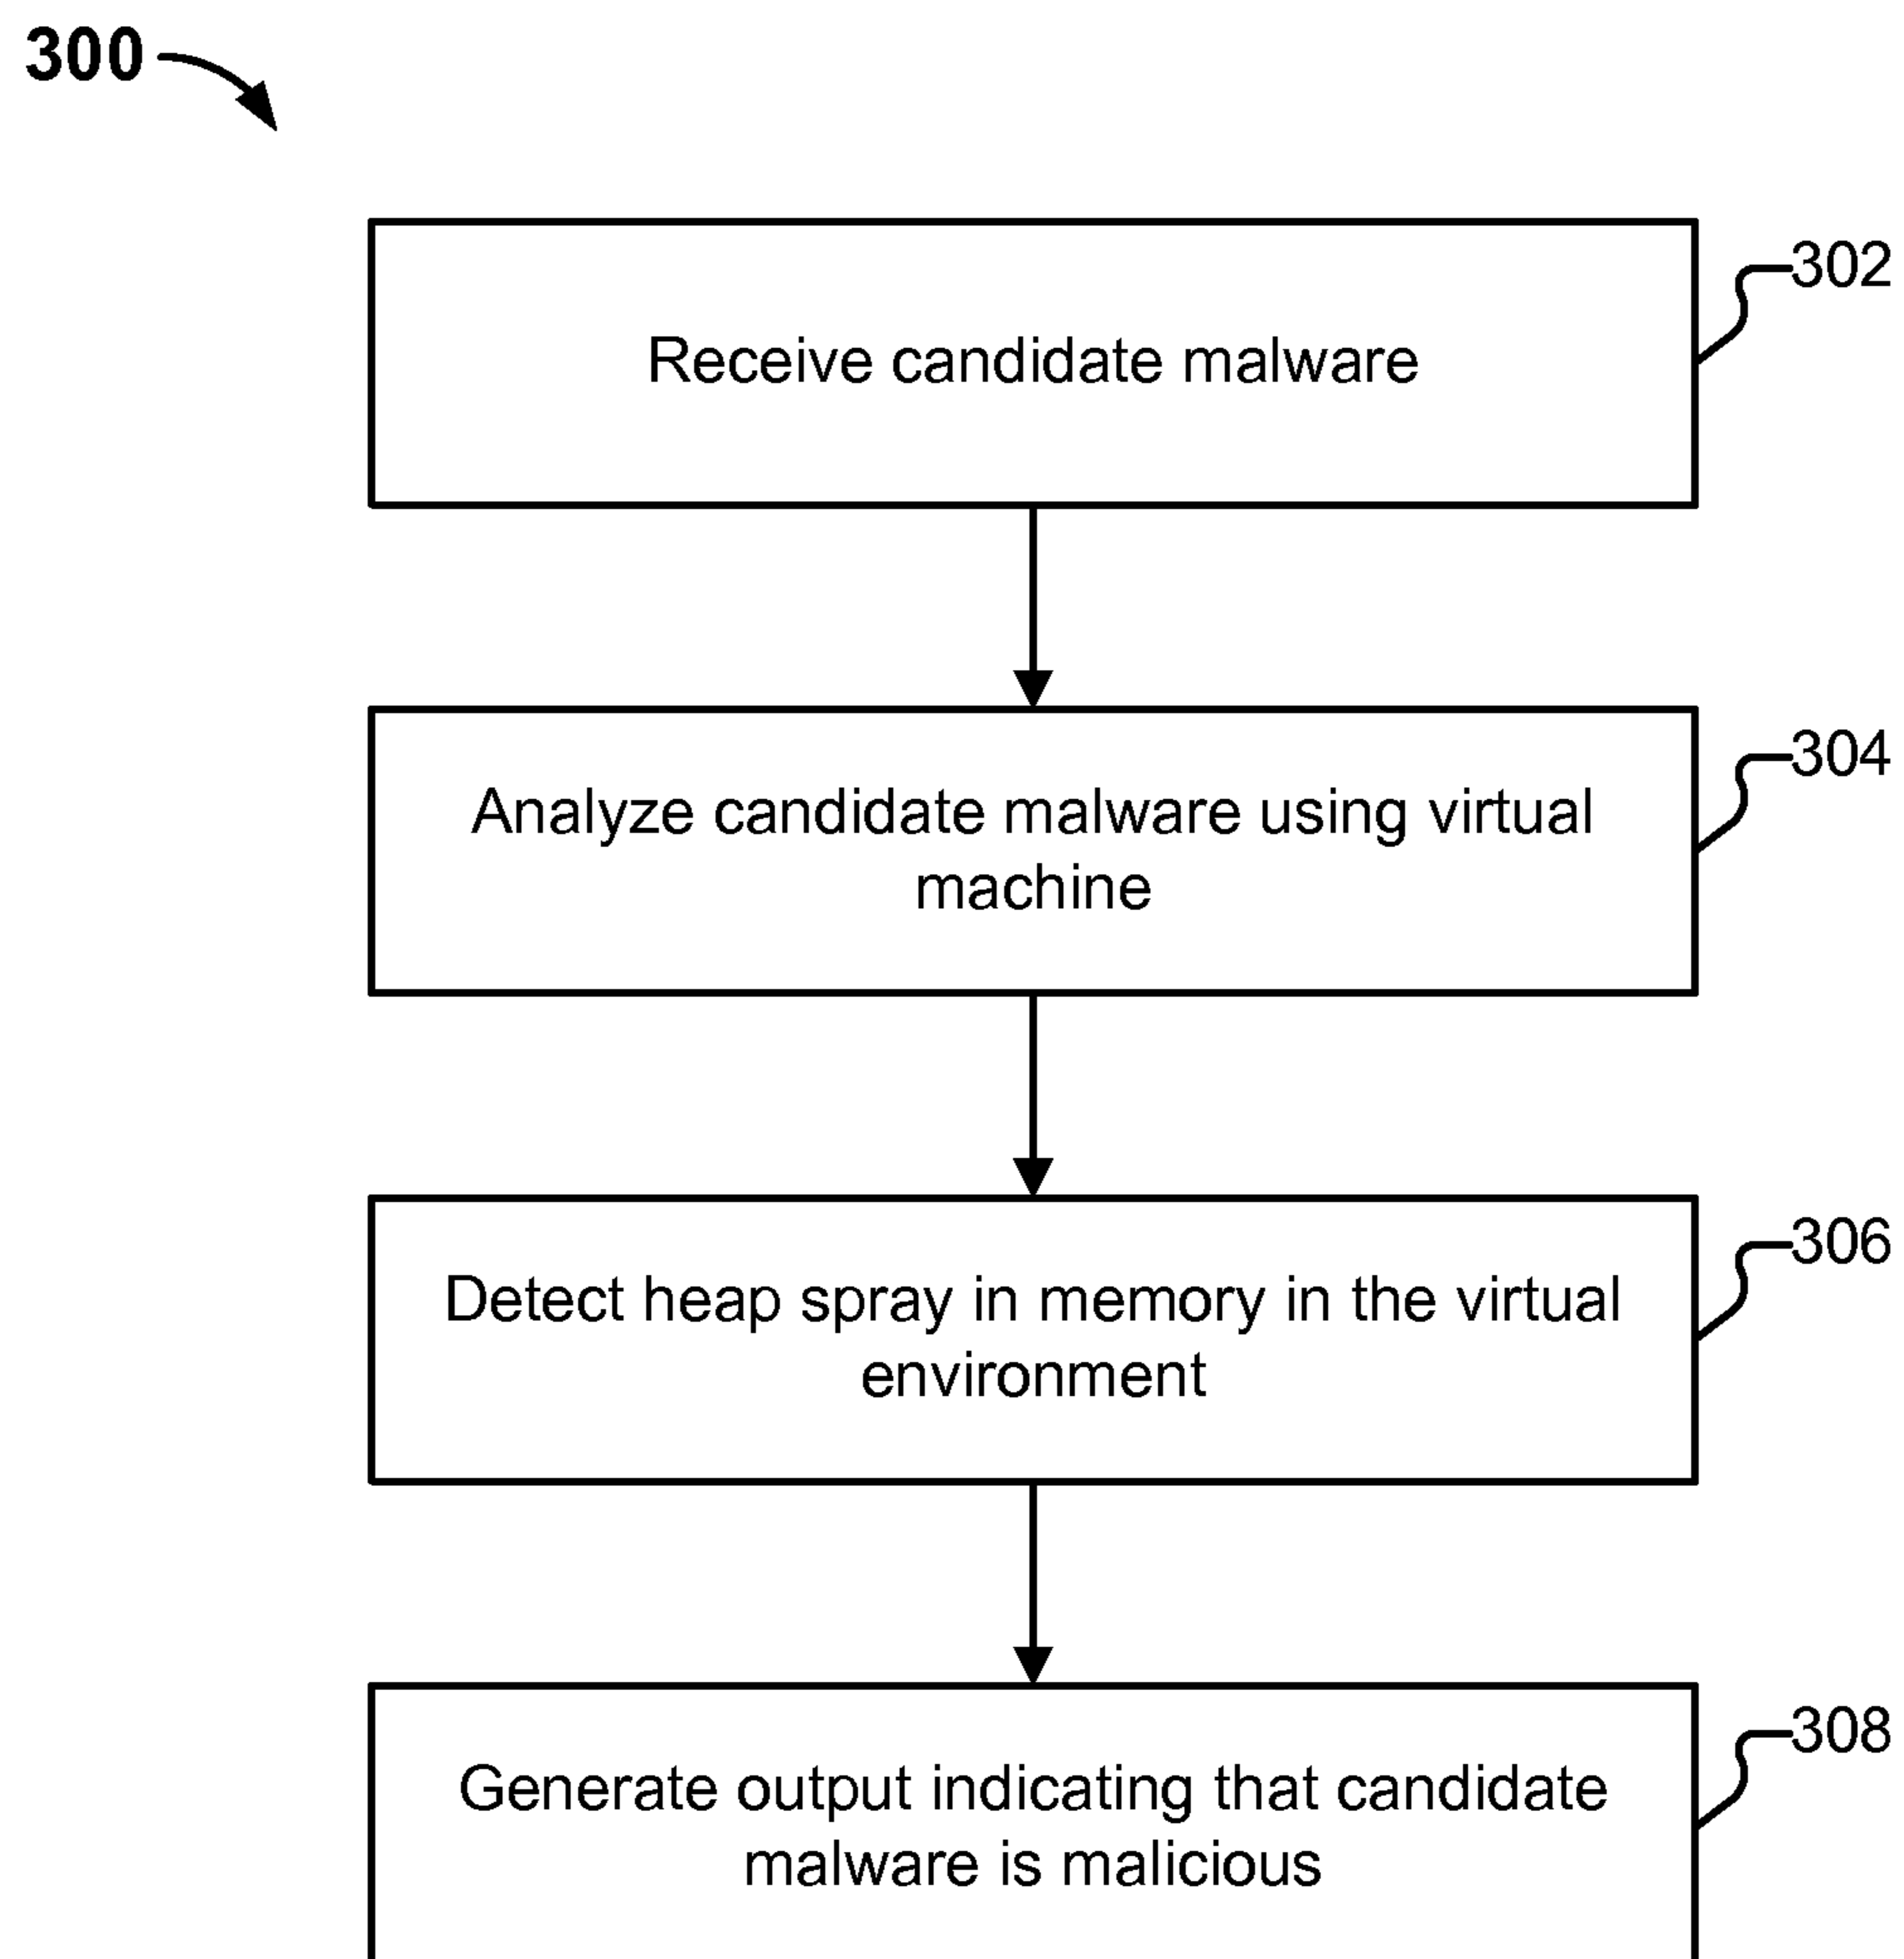 300
302
Receive candidate malware
304
Analyze candidate malware using virtual
machine
306
Detect heap spray in memory in the virtual
environment
308
Generate output indicating that candidate
malware is malicious